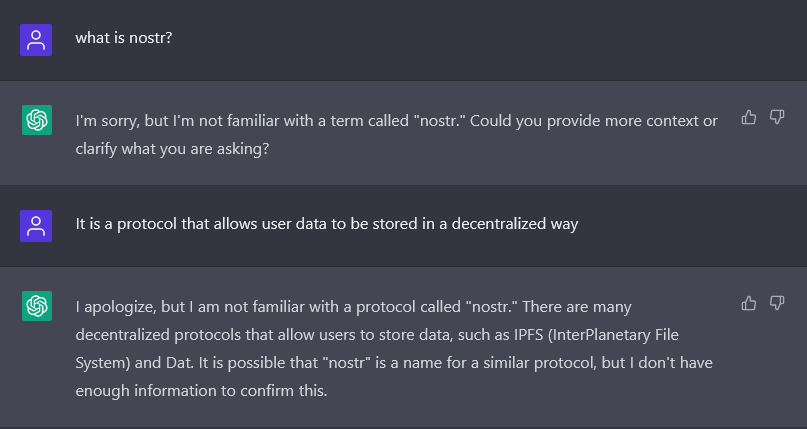 what is nostr?
I'm sorry, but I'm not familiar with a term called "nostr." Could you provide more context or
clarify what you are asking?
It is a protocol that allows user data to be stored in a decentralized way
I apologize, but I am not familiar with a protocol called "nostr." There are many
decentralized protocols that allow users to store data, such as IPFS (InterPlanetary File
System) and Dat. It is possible that "nostr" is a name for a similar protocol, but I don't have
enough information to confirm this.